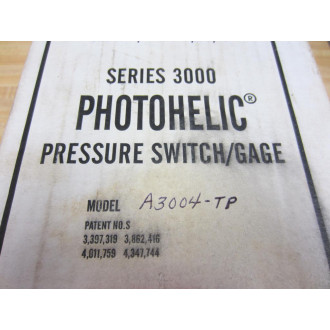 SERIES 3000
PHOTOHELIC®
PRESSURE SWITCH/GAGE
MODEL A3004-TP
PATENT NO.S
3,397,319 3,862,416
4,011,759 4,347,744